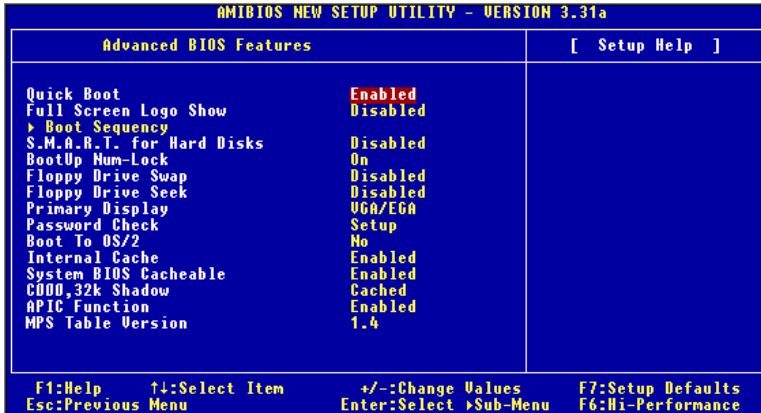 AMIBIOS NEW SETUP UTILITY - VERSION 3.31a
Advanced BIOS Features
[ Setup Help ]
Quick Boot Enabled
Full Screen Logo Show Disabled
▸ Boot Sequency
S.M.A.R.T. for Hard Disks Disabled
BootUp Num-Lock On
Floppy Drive Swap Disabled
Floppy Drive Seek Disabled
Primary Display VGA/EGA
Password Check Setup
Boot To OS/2 No
Internal Cache Enabled
System BIOS Cacheable Enabled
C000,32k Shadow Cached
APIC Function Enabled
MPS Table Version 1.4
F1:Help ↑↓:Select Item +/-:Change Values F7:Setup Defaults
Esc:Previous Menu Enter:Select ▸Sub-Menu F6:Hi-Performance